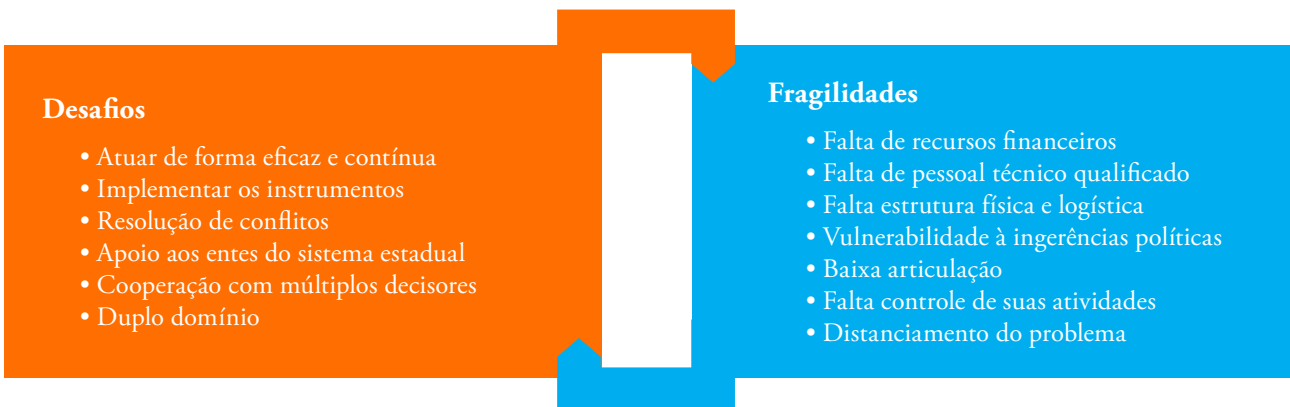 Desafios
• Atuar de forma eficaz e contínua
• Implementar os instrumentos
• Resolução de conflitos
• Apoio aos entes do sistema estadual
• Cooperação com múltiplos decisores
• Duplo domínio
Fragilidades
• Falta de recursos financeiros
• Falta de pessoal técnico qualificado
• Falta estrutura física e logística
• Vulnerabilidade à ingerências políticas
• Baixa articulação
• Falta controle de suas atividades
• Distanciamento do problema